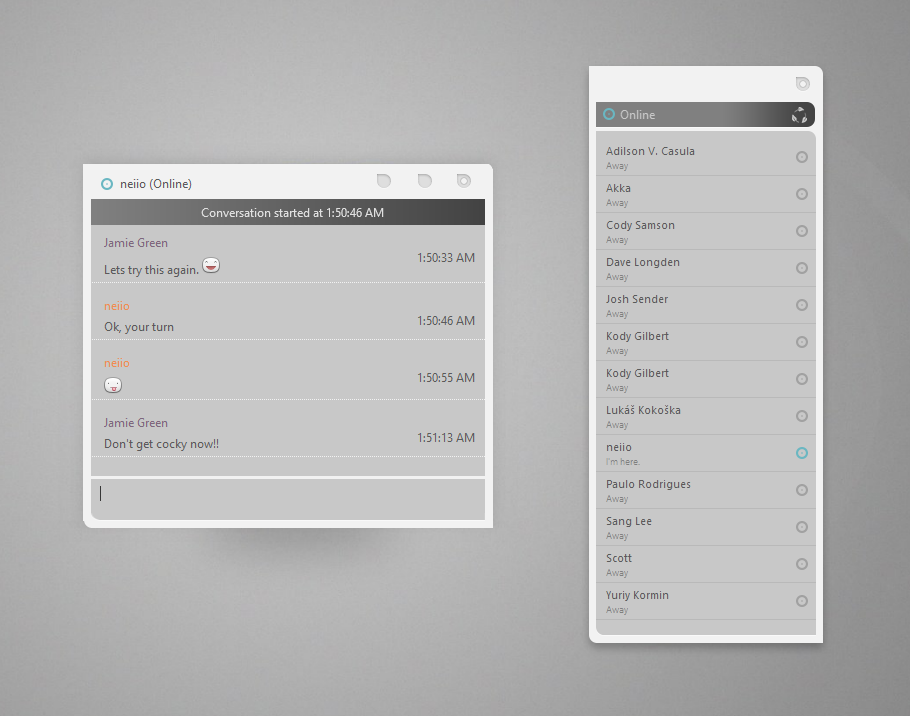 neiio (Online)
Conversation started at 1:50:46 AM
Jamie Green
Lets try this again.
1:50:33 AM
neiio
Ok, your turn
1:50:46 AM
neiio
1:50:55 AM
Jamie Green
Don't get cocky now!!
1:51:13 AM
Online
Adilson V. Casula
Away
Akka
Away
Cody Samson
Away
Dave Longden
Away
Josh Sender
Away
Kody Gilbert
Away
Kody Gilbert
Away
Lukáš Kokoška
Away
neiio
I'm here.
Paulo Rodrigues
Away
Sang Lee
Away
Scott
Away
Yuriy Kormin
Away